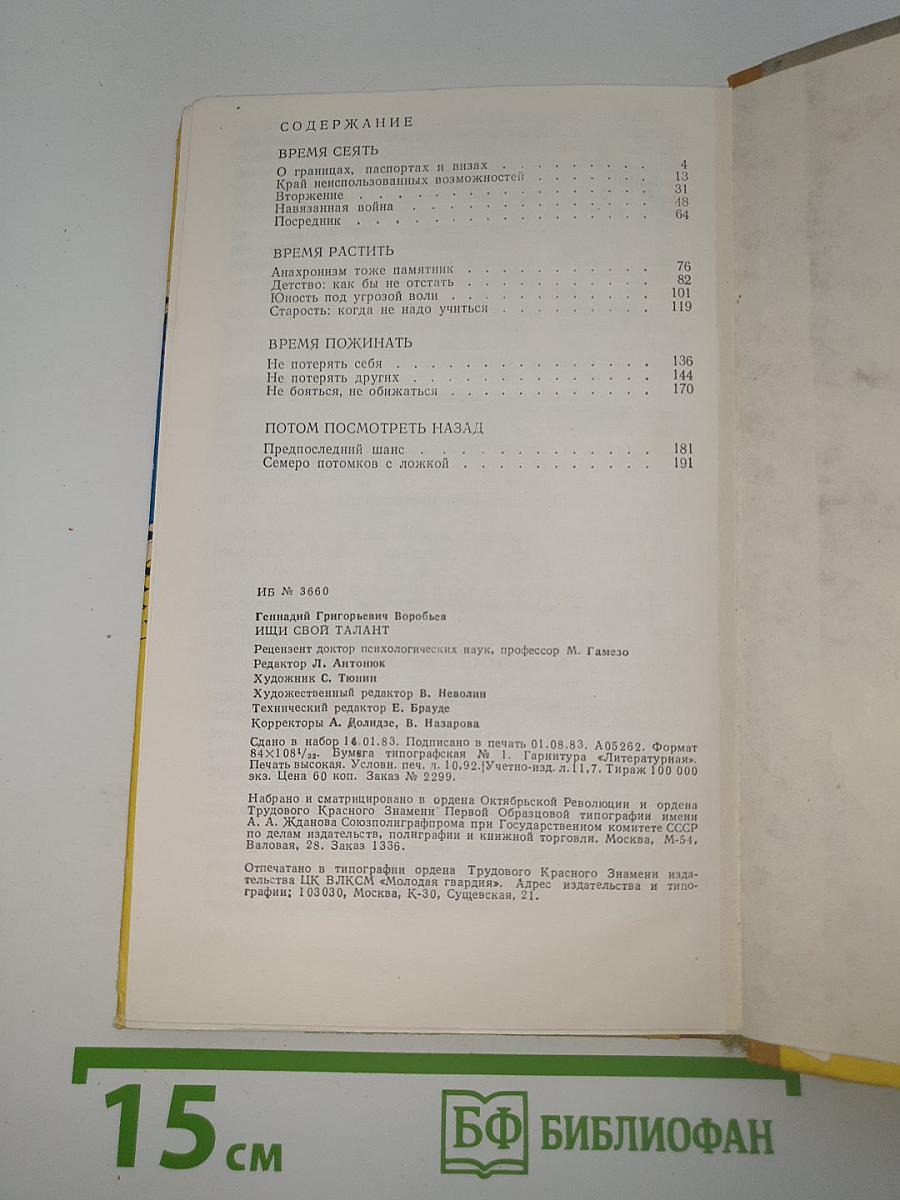 СОДЕРЖАНИЕ
ВРЕМЯ СЕЯТЬ
О границах, паспортах и визах . . . . . . . . . 4
Край неиспользованных возможностей . . . . . . . 13
Вторжение . . . . . . . . . . . . . . . . 31
Навязанная война . . . . . . . . . . . . . 48
Посредник . . . . . . . . . . . . . . . . 64
ВРЕМЯ РАСТИТЬ
Анахронизм тоже памятник . . . . . . . . . . 76
Детство: как бы не отстать . . . . . . . . . . 82
Юность под угрозой воли . . . . . . . . . . . 101
Старость: когда не надо учиться . . . . . . . . . 119
ВРЕМЯ ПОЖИНАТЬ
Не потерять себя . . . . . . . . . . . . . . 136
Не потерять других . . . . . . . . . . . . . 144
Не бояться, не обижаться . . . . . . . . . . . 170
ПОТОМ ПОСМОТРЕТЬ НАЗАД
Предпоследний шанс . . . . . . . . . . . . . 181
Семеро потомков с ложкой . . . . . . . . . . . 191
ИБ № 3660
Геннадий Григорьевич Воробьев
ИЩИ СВОЙ ТАЛАНТ
Рецензент доктор психологических наук, профессор М. Гамезо
Редактор Л. Антонюк
Художник С. Тюнин
Художественный редактор В. Неволин
Технический редактор Е. Брауде
Корректоры А. Долидзе, В. Назарова
Сдано в набор 14.01.83. Подписано в печать 01.08.83. А05262. Формат
84×108¹/₃₂. Бумага типографская № 1. Гарнитура «Литературная».
Печать высокая. Условн. печ. л. 10,92. Учетно-изд. л. 11,7. Тираж 100 000
экз. Цена 60 коп. Заказ № 2299.
Набрано и сматрицировано в ордена Октябрьской Революции и ордена
Трудового Красного Знамени Первой Образцовой типографии имени
А. А. Жданова Союзполиграфпрома при Государственном комитете СССР
по делам издательств, полиграфии и книжной торговли. Москва, М-54,
Валовая, 28. Заказ 1336.
Отпечатано в типографии ордена Трудового Красного Знамени изда-
тельства ЦК ВЛКСМ «Молодая гвардия». Адрес издательства и типо-
графии; 103030, Москва, К-30, Сущевская, 21.
15 см
БФ БИБЛИОФАН